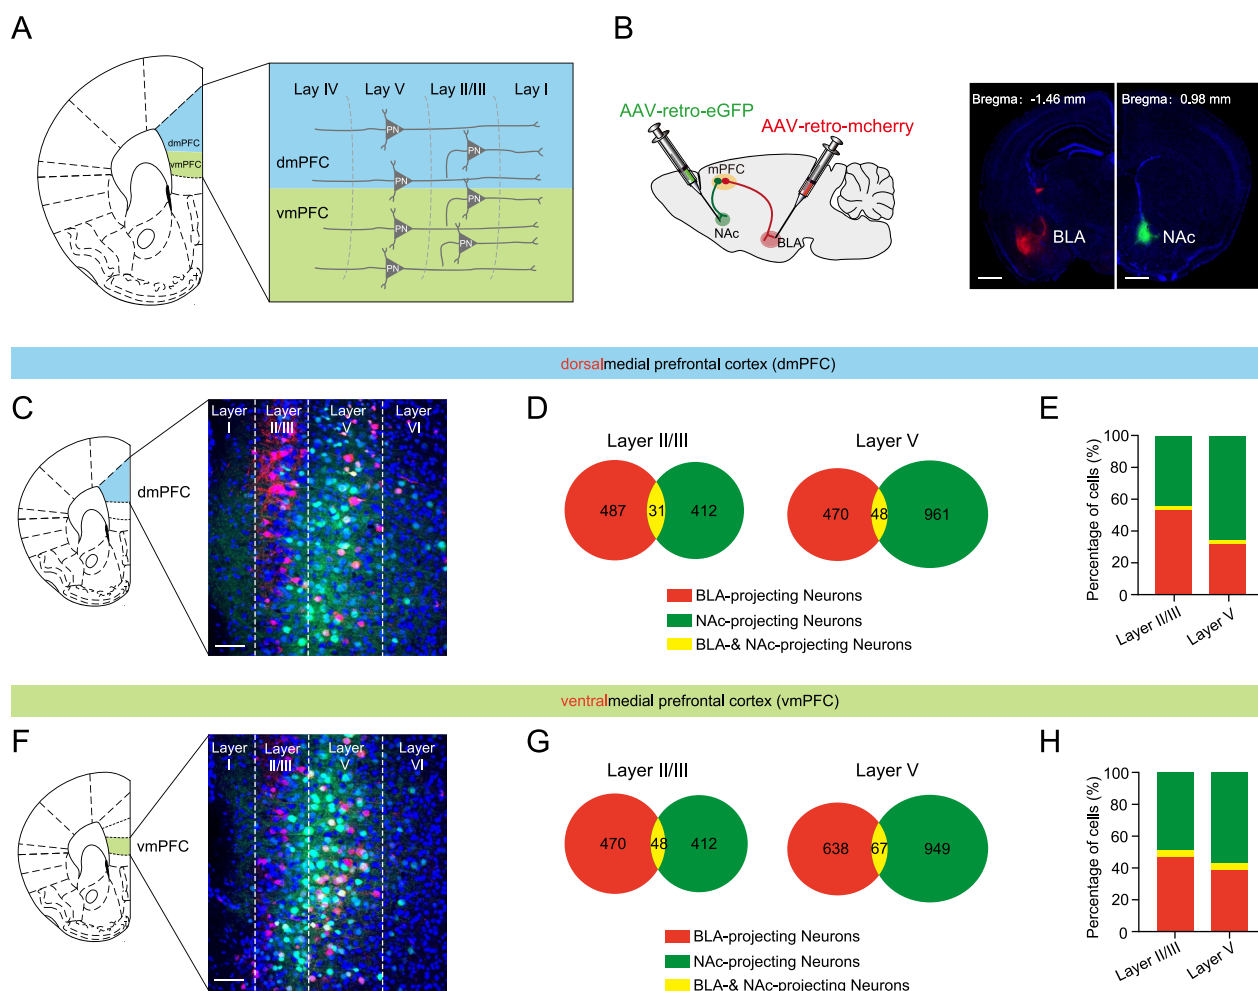 A
Lay IV Lay V Lay II/III Lay I
dmPFC
vmPFC
dmPFC
vmPFC
PN
PN
PN
PN
PN
PN
PN
B
AAV-retro-eGFP
AAV-retro-mcherry
mPFC
NAc
BLA
Bregma: -1.46 mm
BLA
Bregma: 0.98 mm
NAc
dorsalmedial prefrontal cortex (dmPFC)
C
dmPFC
Layer I
Layer II/III
Layer V
Layer VI
D
Layer II/III
487 31 412
Layer V
470 48 961
BLA-projecting Neurons
NAc-projecting Neurons
BLA-& NAc-projecting Neurons
E
Percentage of cells (%)
100
80
60
40
20
0
Layer II/III
Layer V
ventralmedial prefrontal cortex (vmPFC)
F
vmPFC
Layer I
Layer II/III
Layer V
Layer VI
G
Layer II/III
470 48 412
Layer V
638 67 949
BLA-projecting Neurons
NAc-projecting Neurons
BLA-& NAc-projecting Neurons
H
Percentage of cells (%)
100
80
60
40
20
0
Layer II/III
Layer V